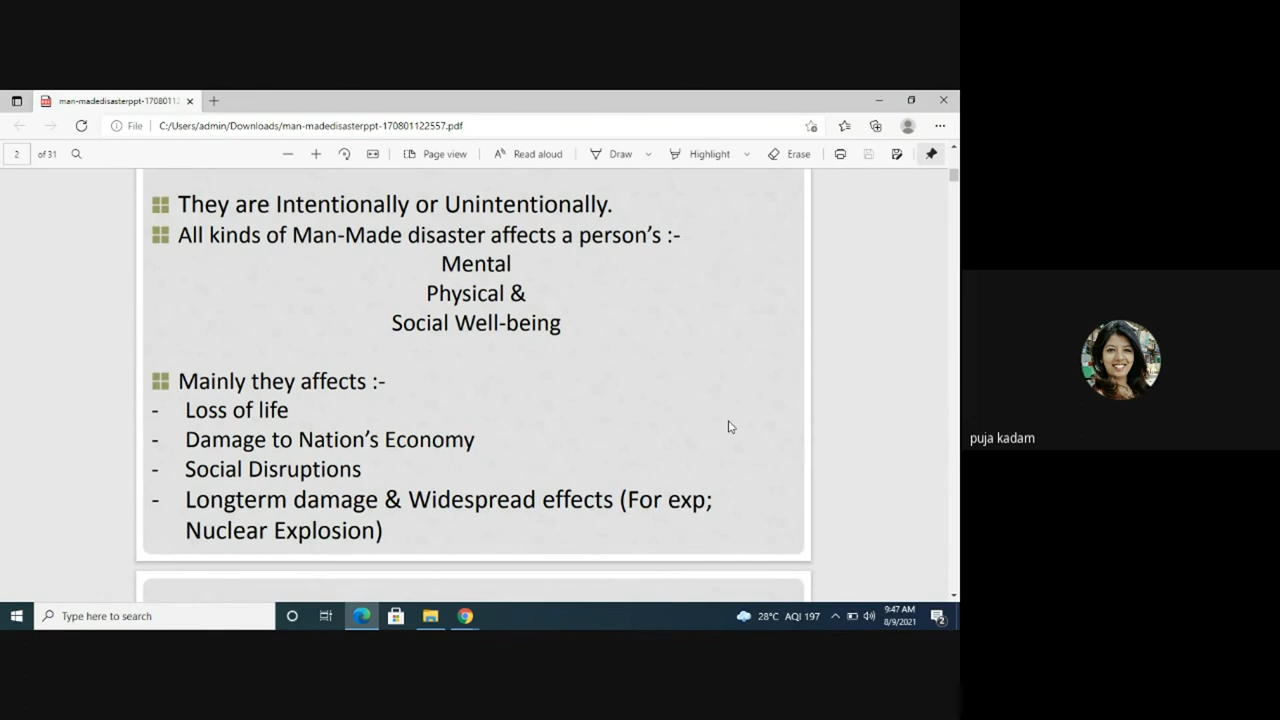 man-madedisasterppt-170801122
File
C:/Users/admin/Downloads/man-madedisasterppt-170801122557.pdf
2 of 31
Page view
Read aloud
Draw
Highlight
Erase
They are Intentionally or Unintentionally.
All kinds of Man-Made disaster affects a person's :-
Mental
Physical &
Social Well-being
Mainly they affects :-
- Loss of life
- Damage to Nation's Economy
- Social Disruptions
- Longterm damage & Widespread effects (For exp;
Nuclear Explosion)
puja kadam
Type here to search
28°C AQI 197
9:47 AM
8/9/2021
2